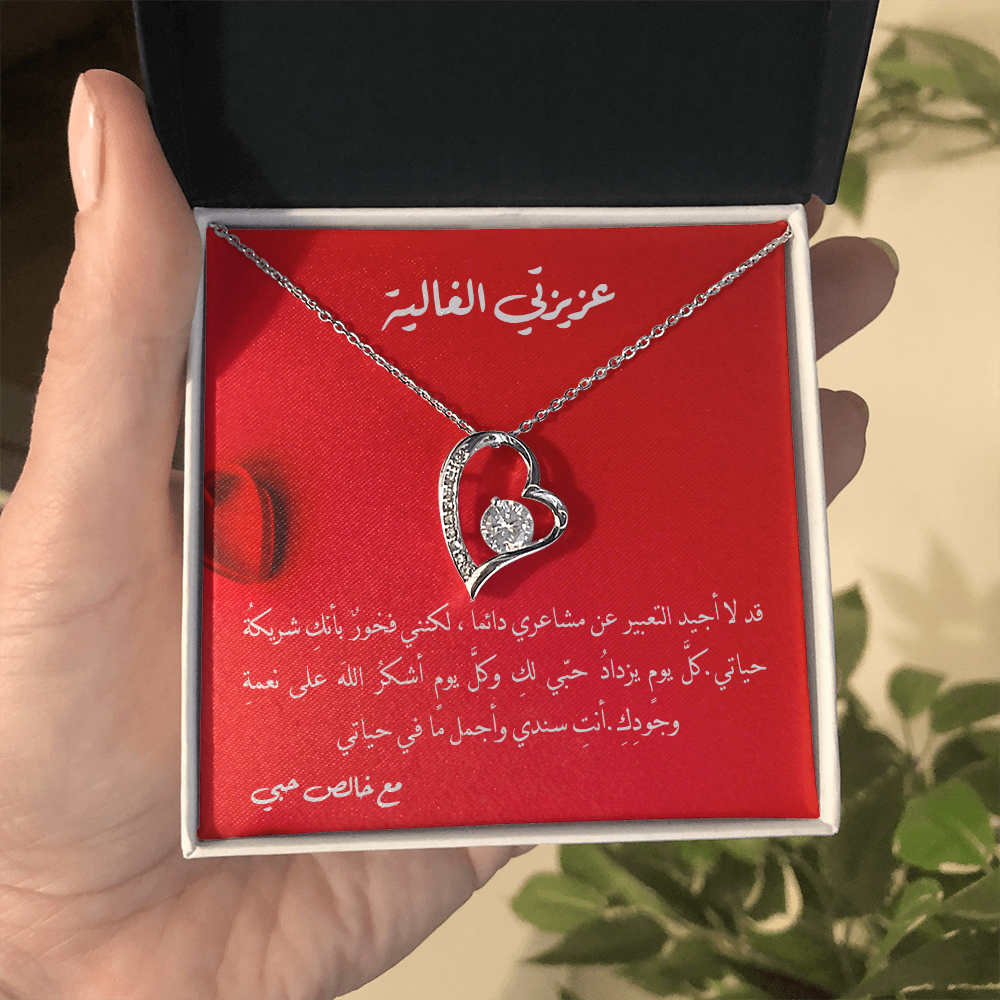 عزيزتي الغالية
قد لا أجيد التعبير عن مشاعري دائماً ، لكنني فخورٌ بأنكِ شريكةُ
حياتي.كلَّ يومٍ يزدادُ حبّي لكِ وكلَّ يومٍ أشكرُ اللهَ على نعمةِ
وجودِكِ.أنتِ سندي وأجمل ما في حياتي
مع خالص حبي